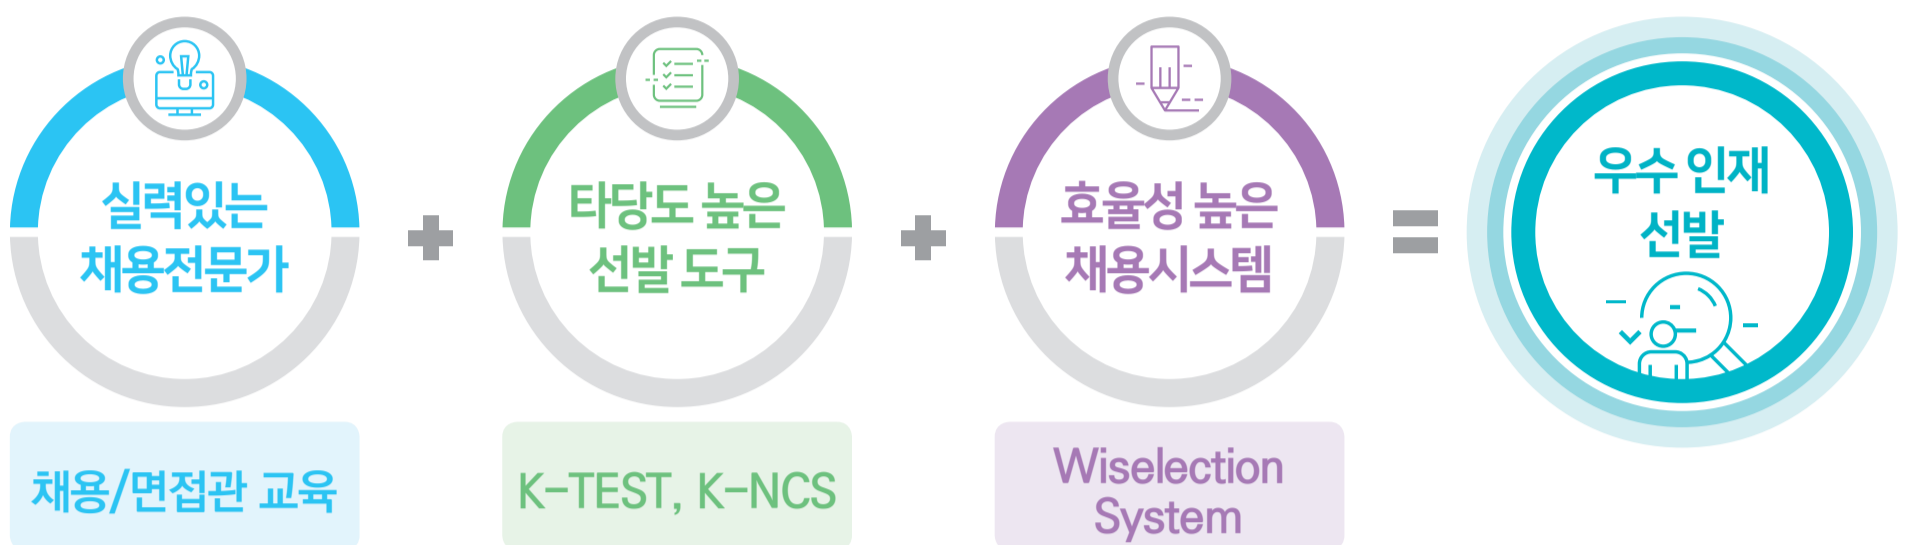 실력있는
채용전문가
+
타당도 높은
선발 도구
+
효율성 높은
채용시스템
=
우수 인재
선발
채용/면접관 교육
K-TEST, K-NCS
Wiselection
System